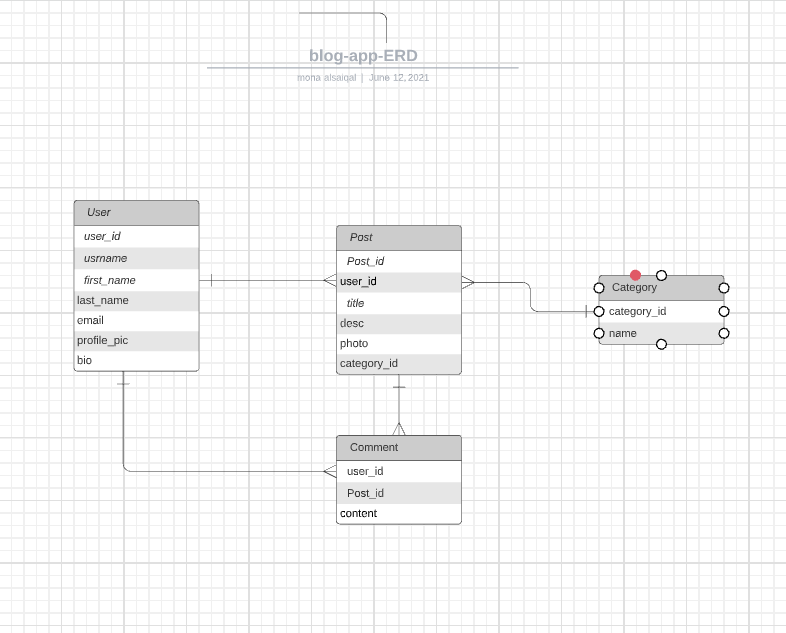 blog-app-ERD
mona alsaigal | June 12, 2021
User
user_id
usrname
first_name
last_name
email
profile_pic
bio
Post
Post_id
user_id
title
desc
photo
category_id
Category
category_id
name
Comment
user_id
Post_id
content